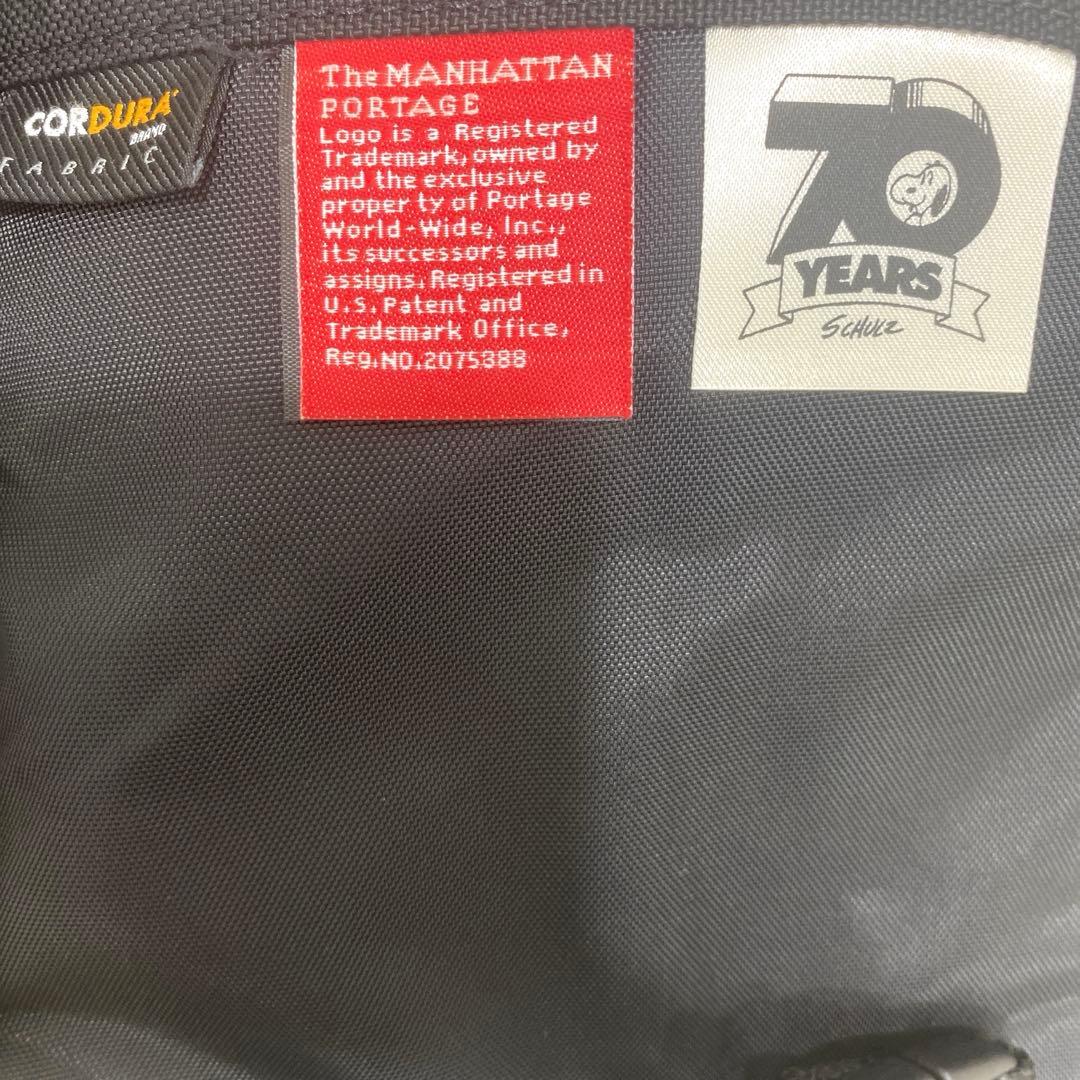 CORDURA®
BRAND
FABRIC
The MANHATTAN
PORTAGE
Logo is a Registered
Trademark, owned by
and the exclusive
property of Portage
World-Wide, Inc.,
its successors and
assigns. Registered in
U.S. Patent and
Trademark Office,
Reg.NO.2075388
70
YEARS
SCHULZ